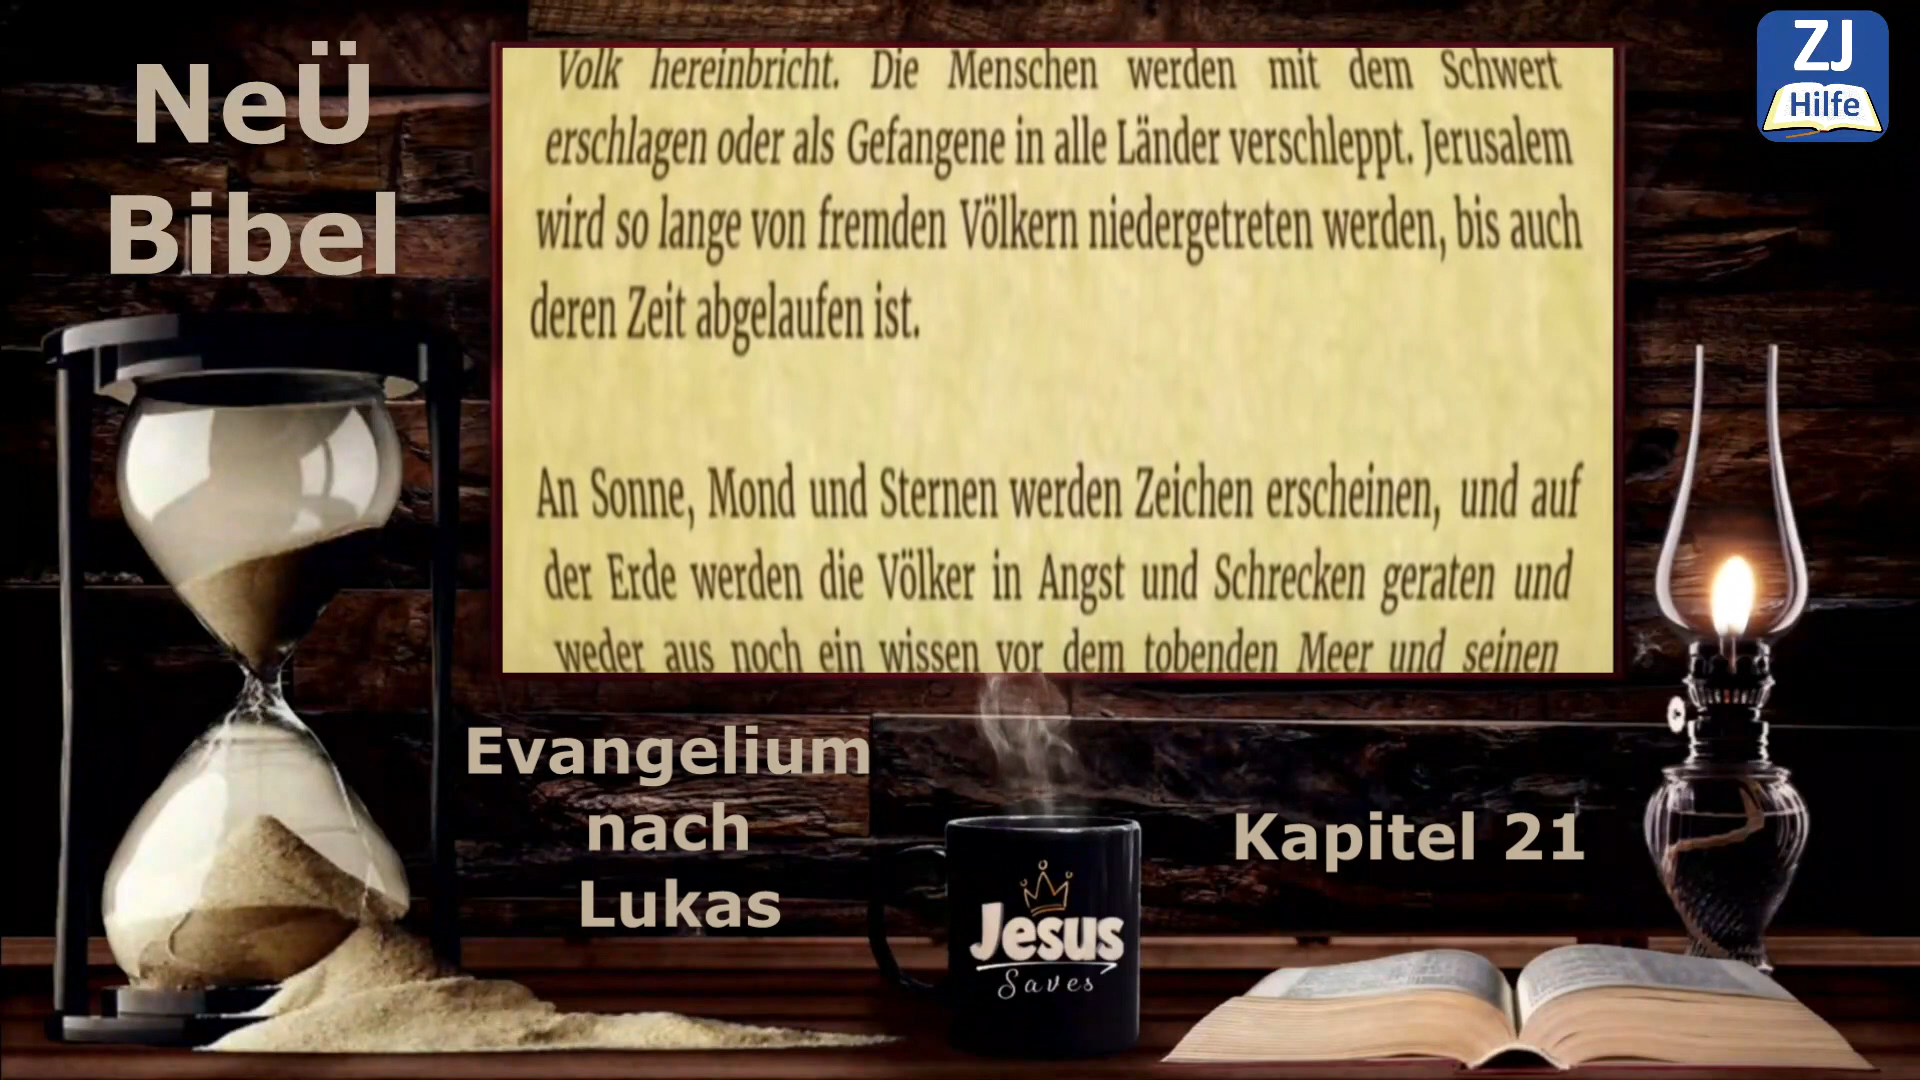 NeÜ
Bibel
Volk hereinbricht. Die Menschen werden mit dem Schwert
erschlagen oder als Gefangene in alle Länder verschleppt. Jerusalem
wird so lange von fremden Völkern niedergetreten werden, bis auch
deren Zeit abgelaufen ist.
An Sonne, Mond und Sternen werden Zeichen erscheinen, und auf
der Erde werden die Völker in Angst und Schrecken geraten und
weder aus noch ein wissen vor dem tobenden Meer und seinen
ZJ
Hilfe
Evangelium
nach
Lukas
Jesus
Saves
Kapitel 21